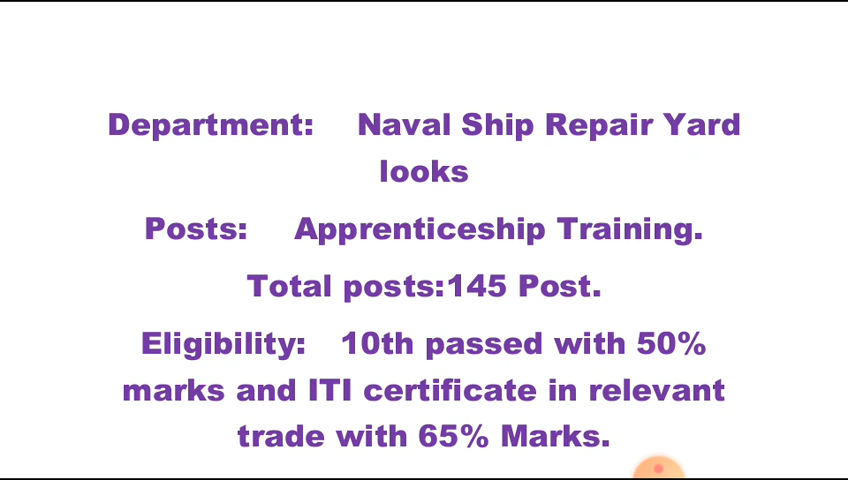 Department: Naval Ship Repair Yard
looks
Posts: Apprenticeship Training.
Total posts:145 Post.
Eligibility: 10th passed with 50%
marks and ITI certificate in relevant
trade with 65% Marks.